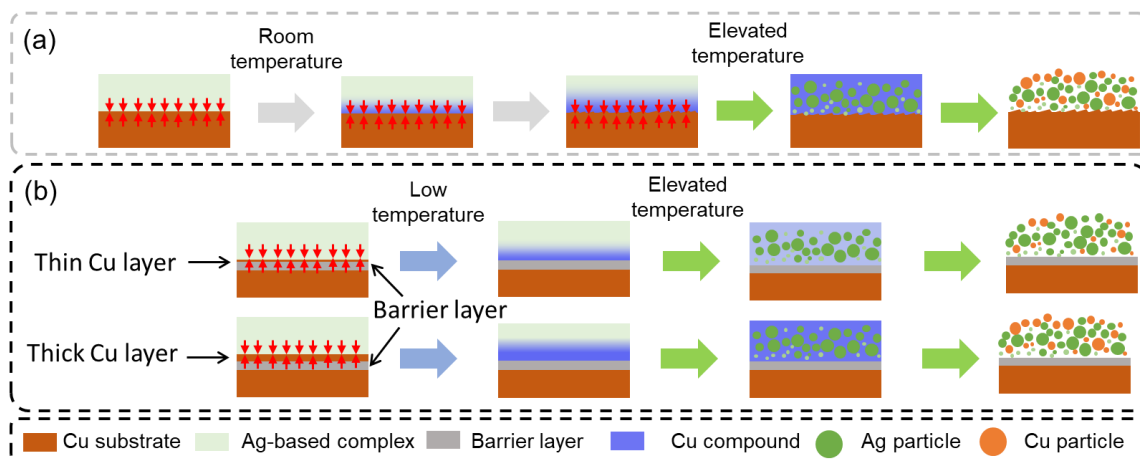 (a)
Room
temperature
Elevated
temperature
(b)
Low
temperature
Elevated
temperature
Thin Cu layer
Barrier layer
Thick Cu layer
Cu substrate Ag-based complex Barrier layer Cu compound Ag particle Cu particle